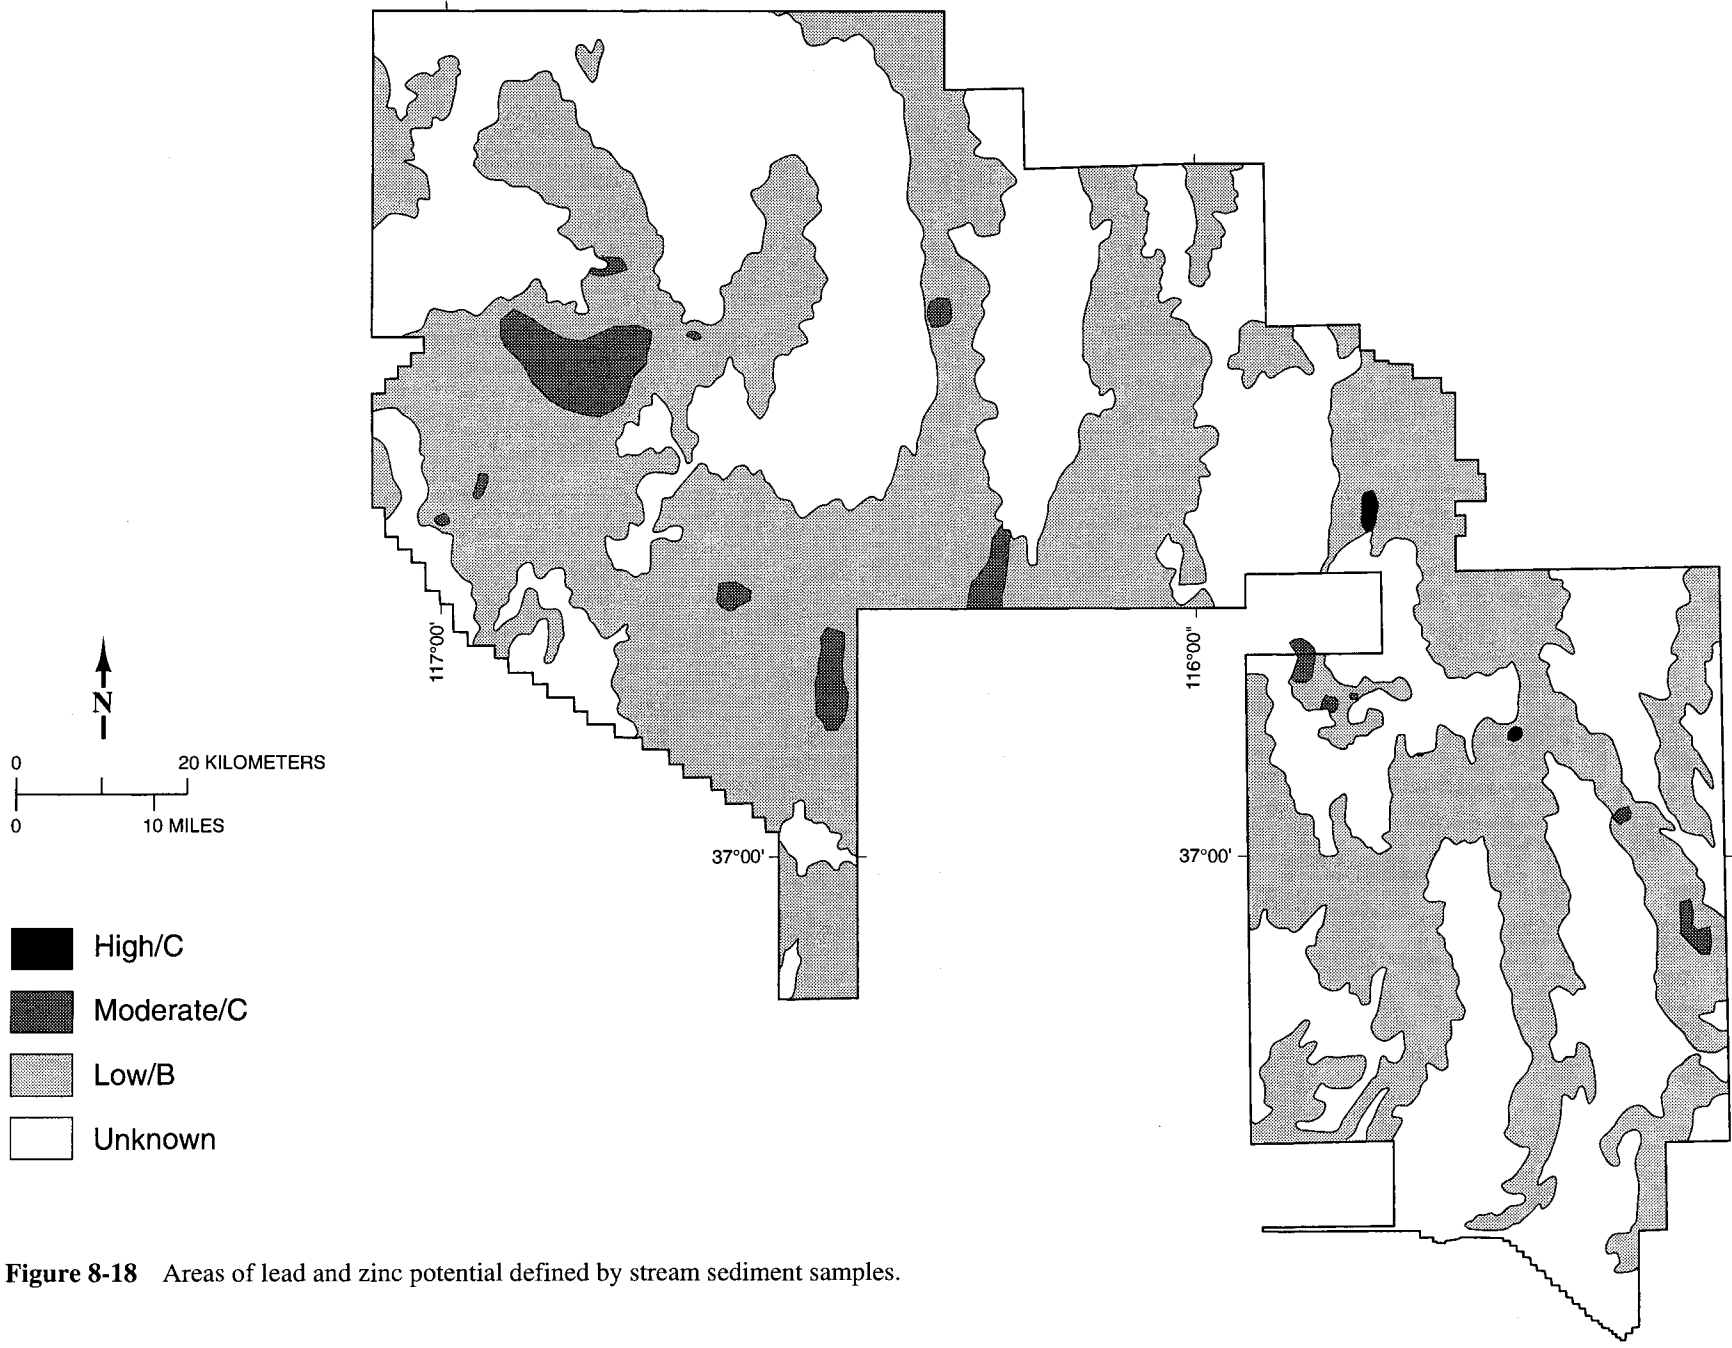 117°00'
116°00"
N
0 20 KILOMETERS
0 10 MILES
37°00'
37°00'
High/C
Moderate/C
Low/B
Unknown
Figure 8-18 Areas of lead and zinc potential defined by stream sediment samples.